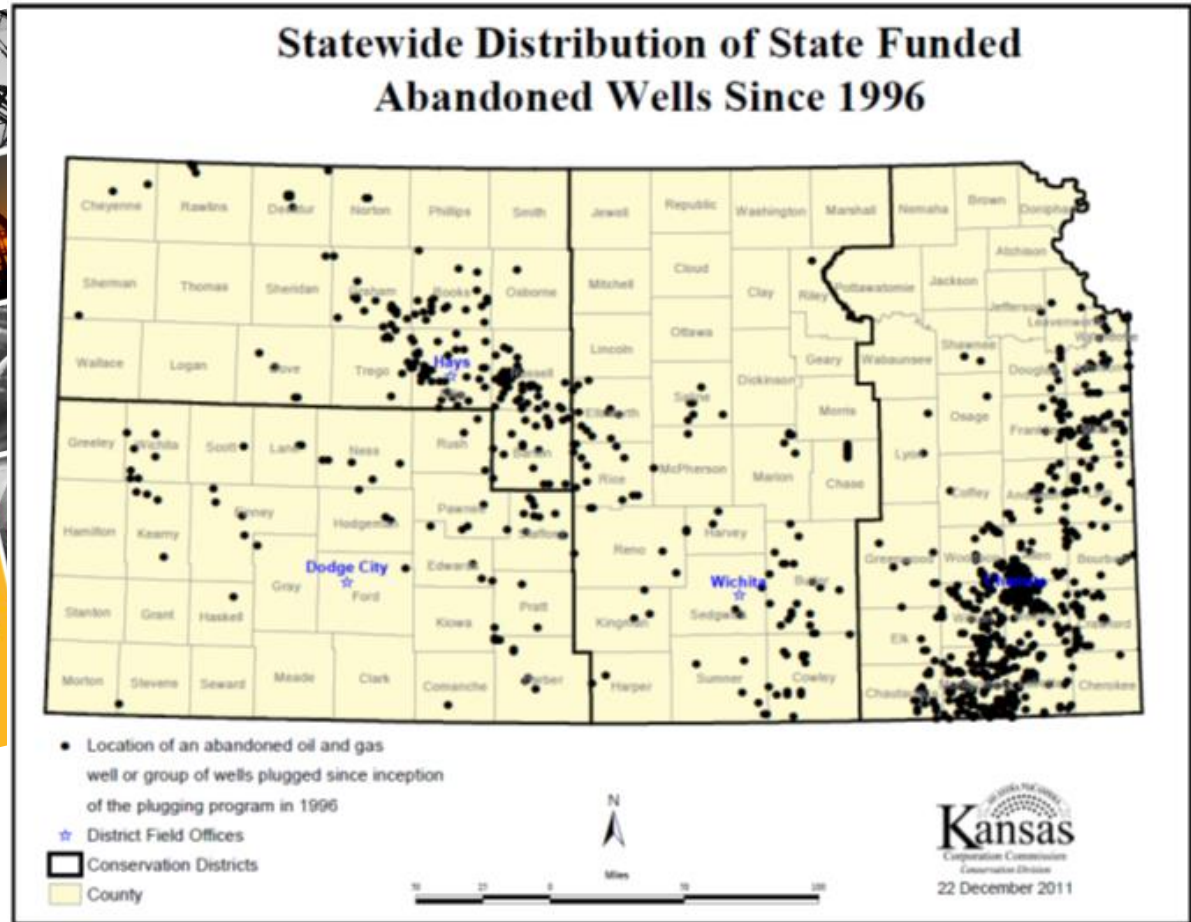 Statewide Distribution of State Funded
Abandoned Wells Since 1996
Cheyenne Rawlins Decatur Norton Phillips Smith Jewell Republic Washington Marshall Nemaha Brown Doniphan
Sherman Thomas Sheridan Graham Rooks Osborne Mitchell Cloud Clay Riley Pottawatomie Jackson Atchison
Jefferson Leavenworth
Wallace Logan Gove Trego Hays Russell Lincoln Ottawa Dickinson Geary Wabaunsee Shawnee Douglas
Ellsworth Saline Morris Osage Franklin
Greeley Wichita Scott Lane Ness Rush Barton Rice McPherson Marion Chase Lyon
Coffey
Hamilton Kearny Finney Hodgeman Pawnee Stafford Reno Harvey Greenwood Bourbon
Dodge City Edwards Wichita Butler
Stanton Grant Haskell Gray Ford Kiowa Pratt Kingman Sedgwick Elk Crawford
Morton Stevens Seward Meade Clark Comanche Barber Harper Sumner Cowley Cherokee
Location of an abandoned oil and gas
well or group of wells plugged since inception
of the plugging program in 1996
District Field Offices
Conservation Districts
County
N
Miles
50 25 0 50 100
Kansas
Corporation Commission
Conservation Division
22 December 2011